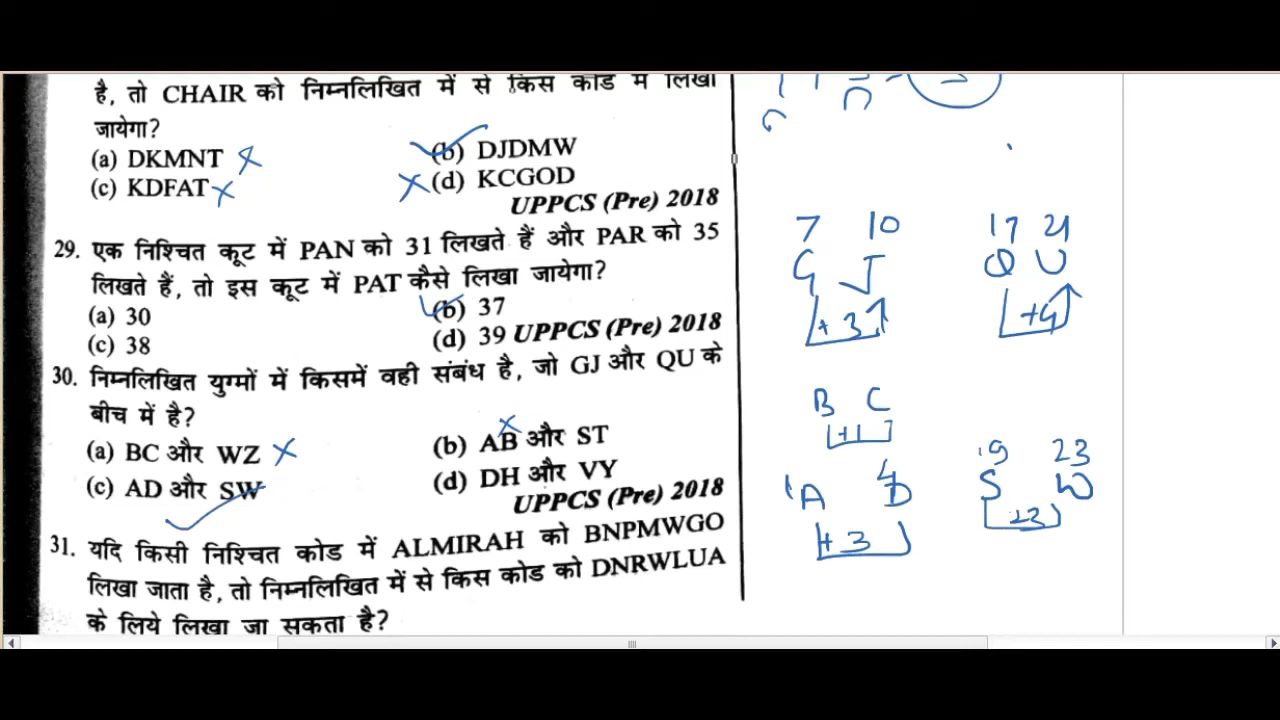 है, तो CHAIR को निम्नलिखित में से किस कोड में लिखा
जायेगा?
(a) DKMNT
(b) DJDMW
(c) KDFAT
(d) KCGOD
UPPCS (Pre) 2018
29. एक निश्चित कूट में PAN को 31 लिखते हैं और PAR को 35
लिखते हैं, तो इस कूट में PAT कैसे लिखा जायेगा?
(a) 30
(b) 37
(c) 38
(d) 39 UPPCS (Pre) 2018
30. निम्नलिखित युग्मों में किसमें वही संबंध है, जो GJ और QU के
बीच में है?
(a) BC और WZ
(b) AB और ST
(c) AD और SW
(d) DH और VY
UPPCS (Pre) 2018
31. यदि किसी निश्चित कोड में ALMIRAH को BNPMWGO
लिखा जाता है, तो निम्नलिखित में से किस कोड को DNRWLUA
के लिये लिखा जा सकता है?
7 10 17 21
G J Q U
+3 +4
B C
+1
19 23
1 A 4 D S W
+3 23